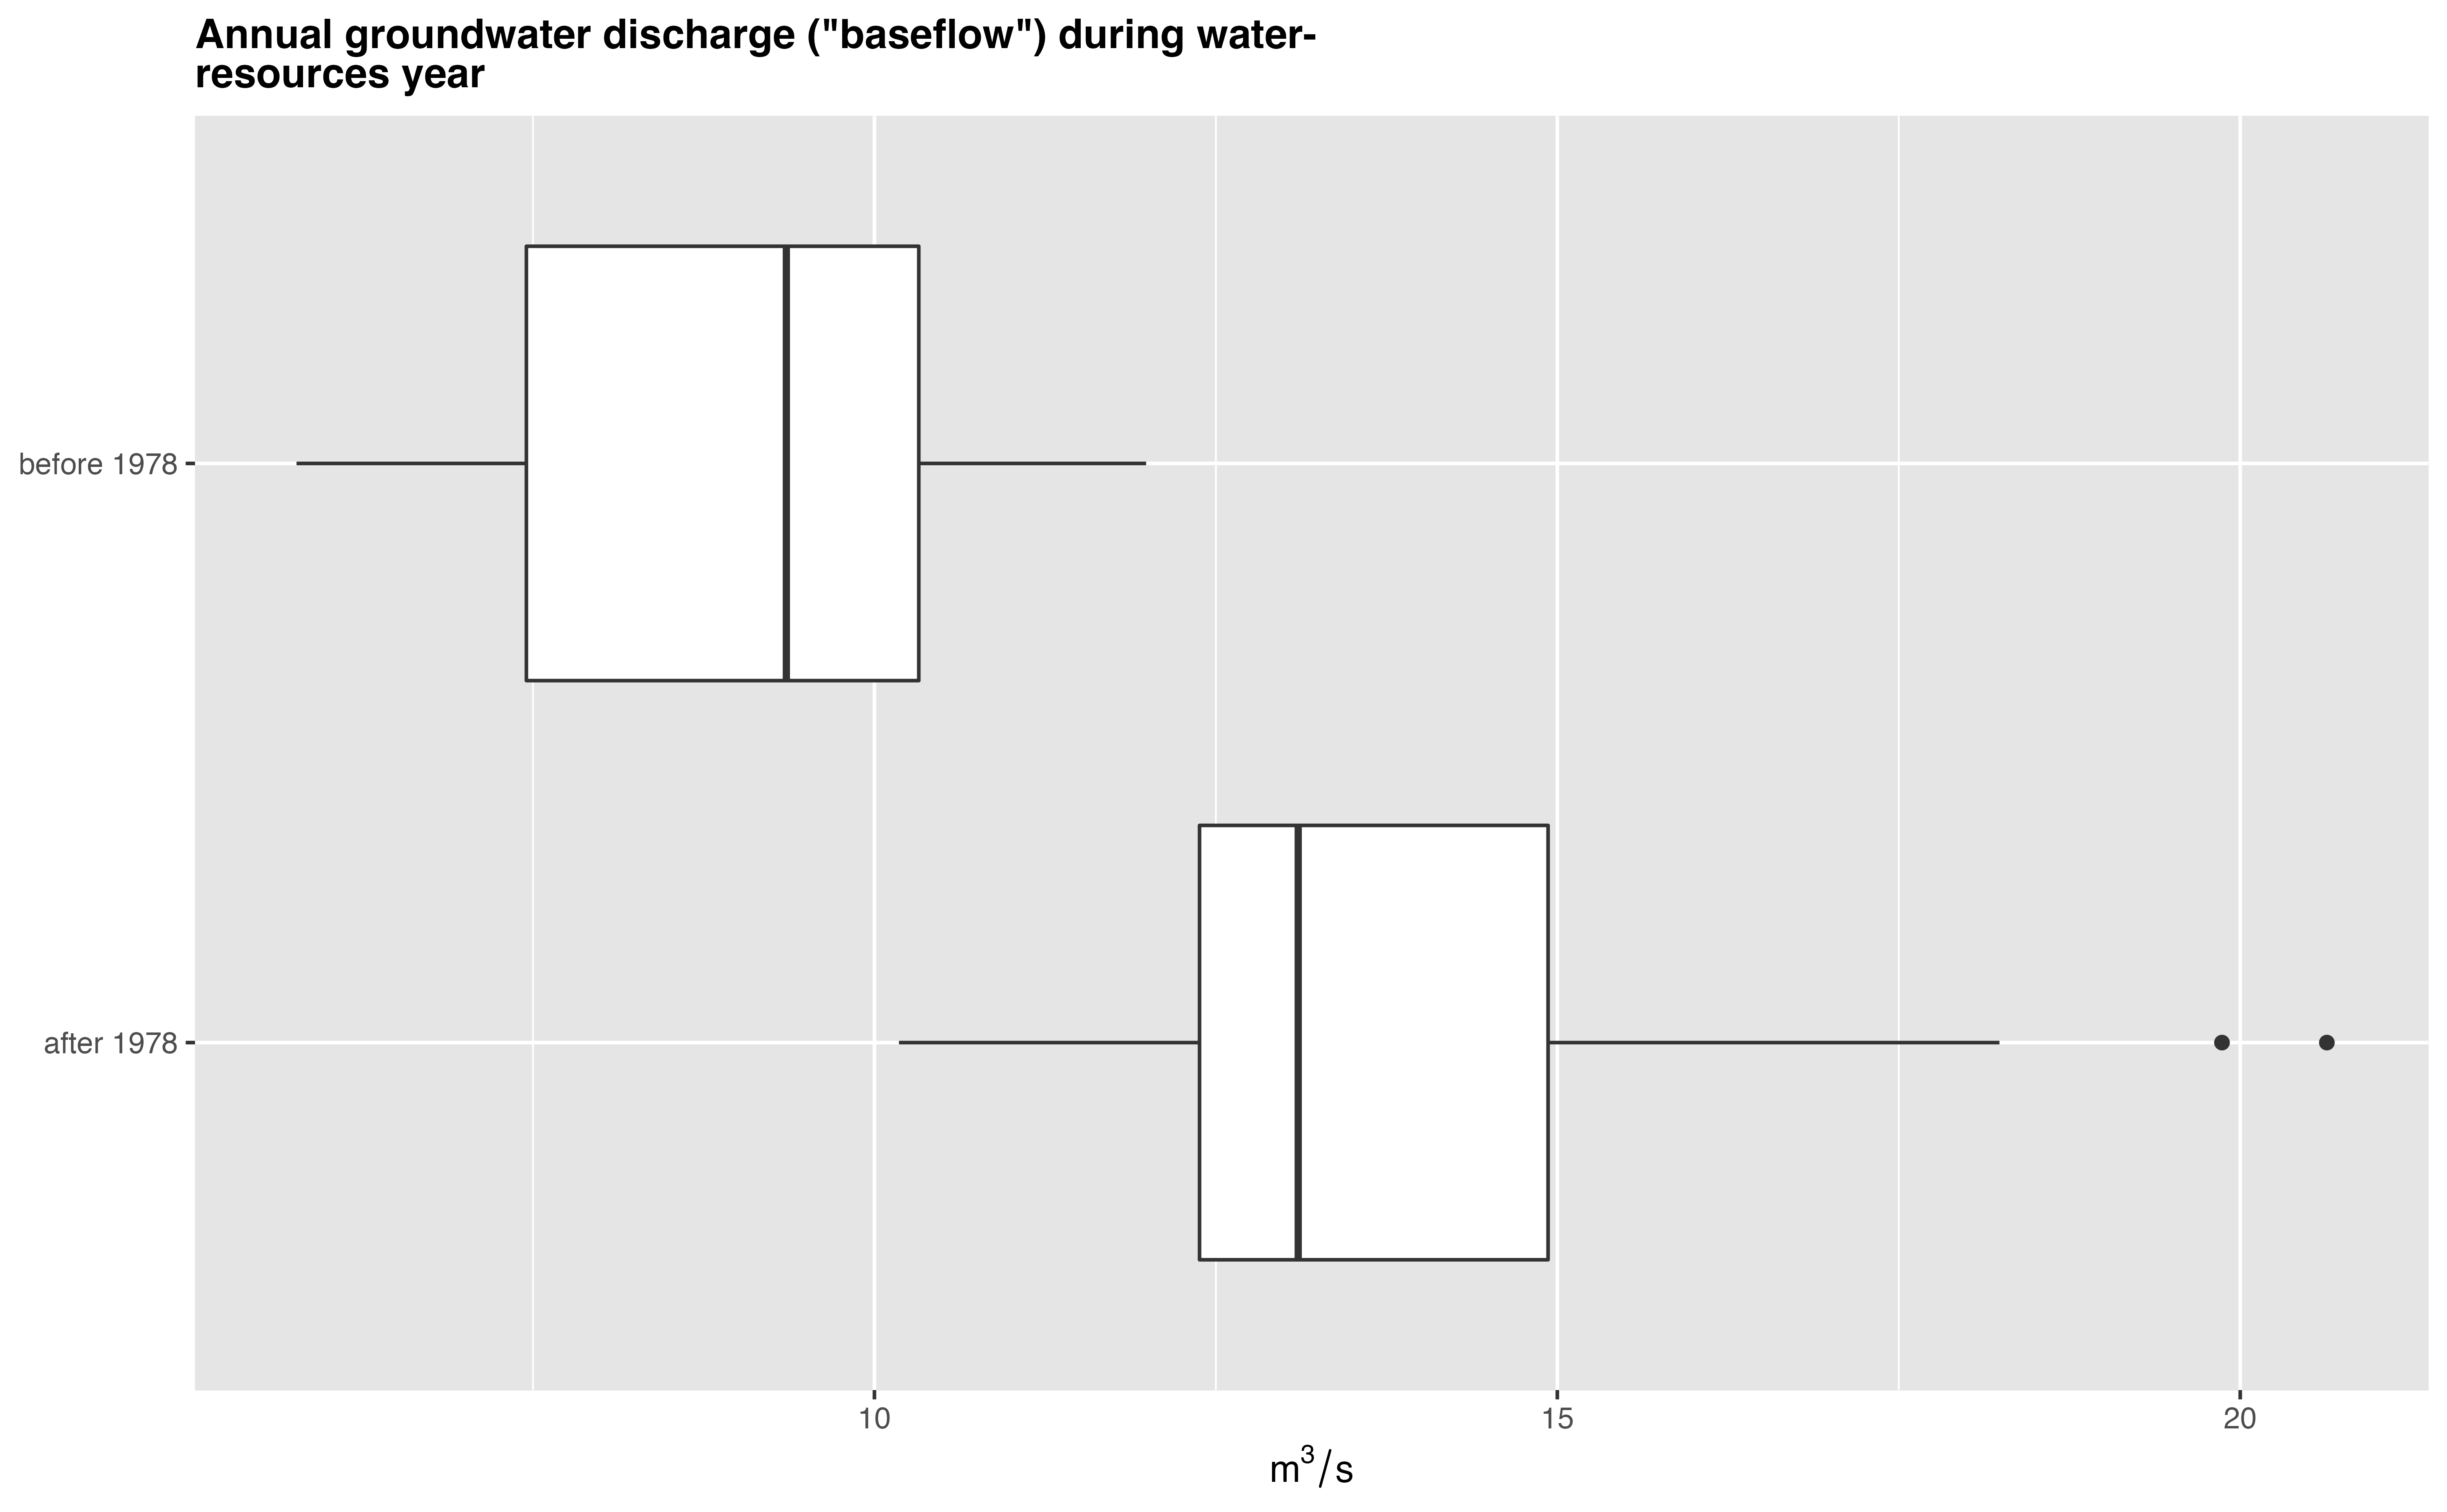 Annual groundwater discharge ("baseflow") during water-
resources year
before 1978
after 1978
10
15
20
m³/s